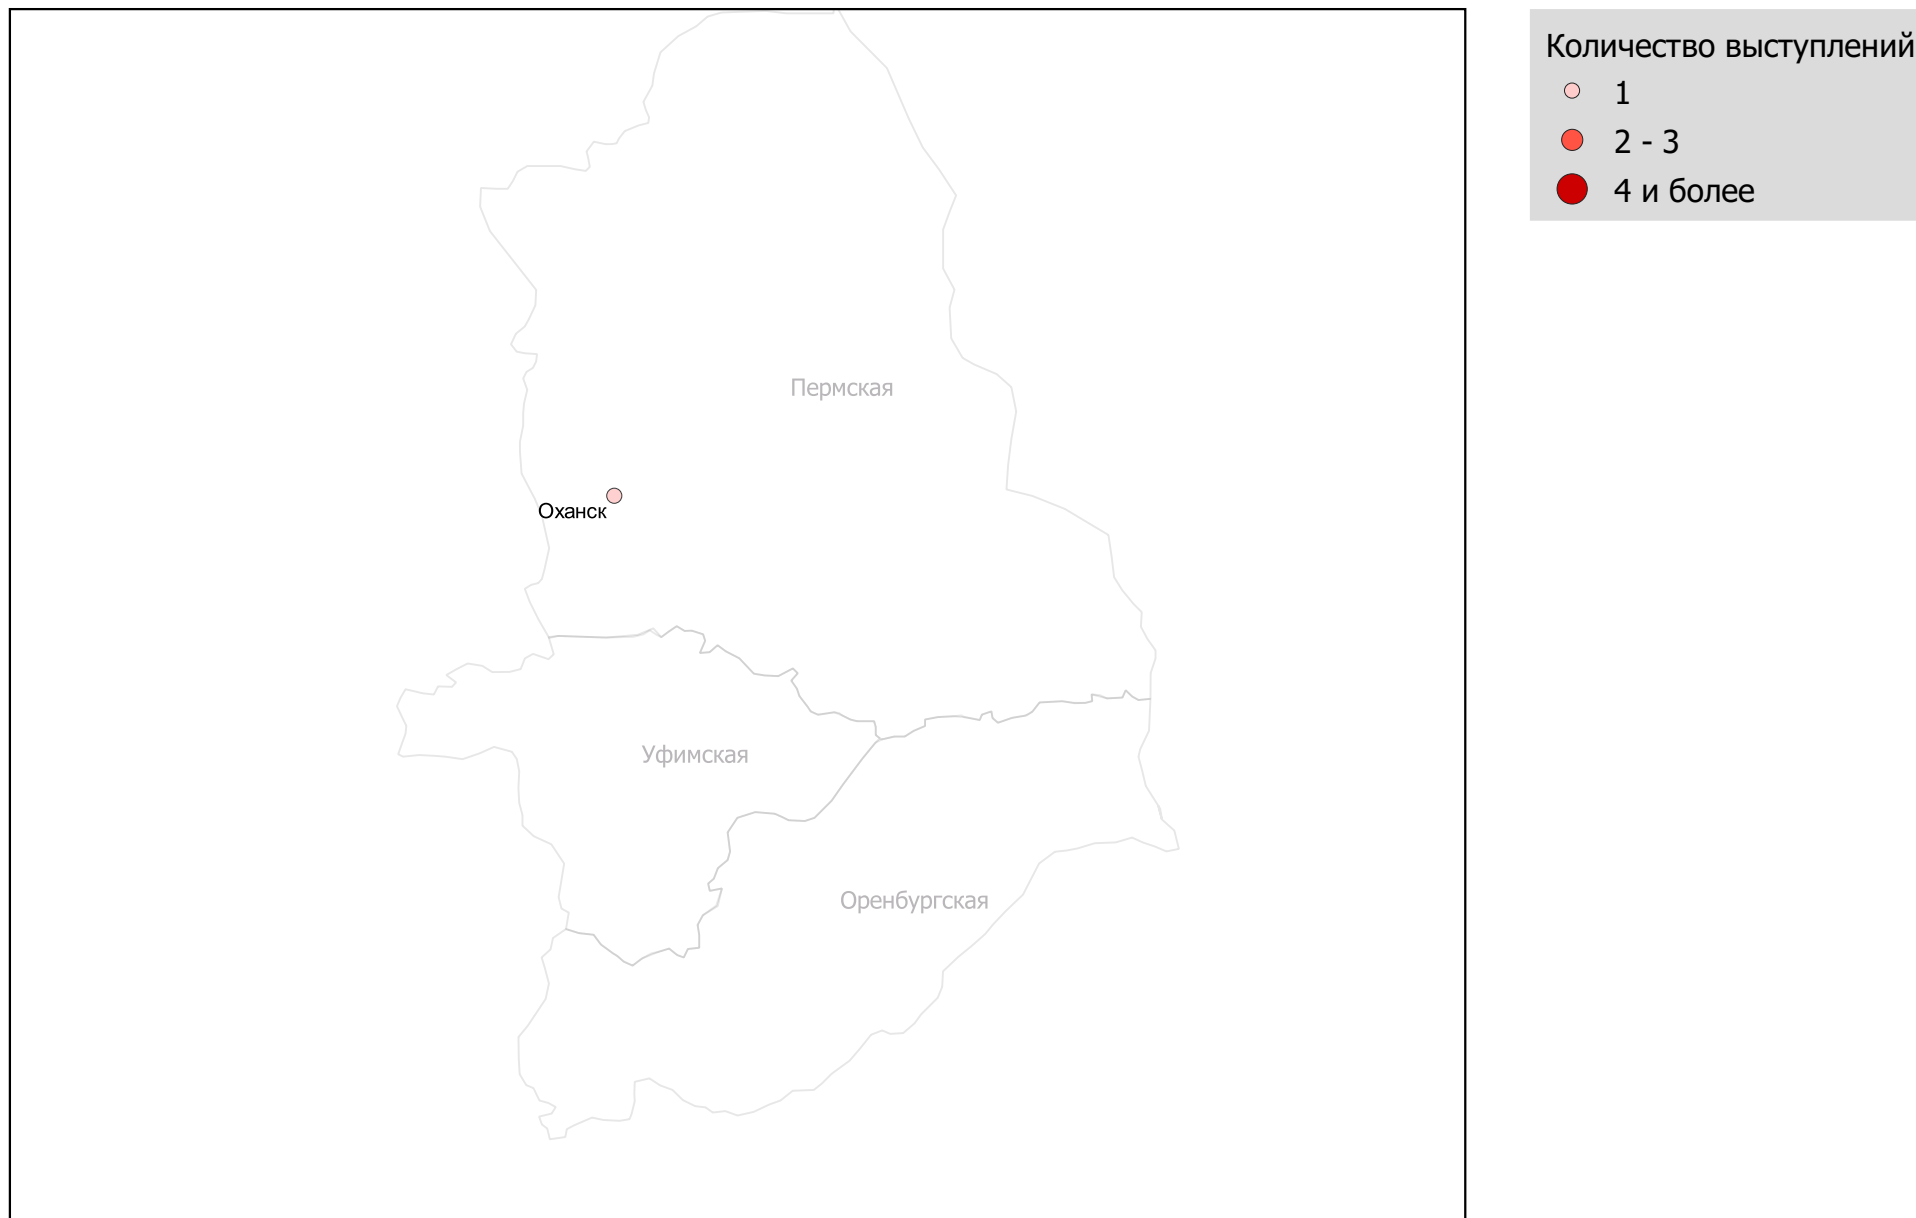 Количество выступлений
1
2 - 3
4 и более
Пермская
Оханск
Уфимская
Оренбургская